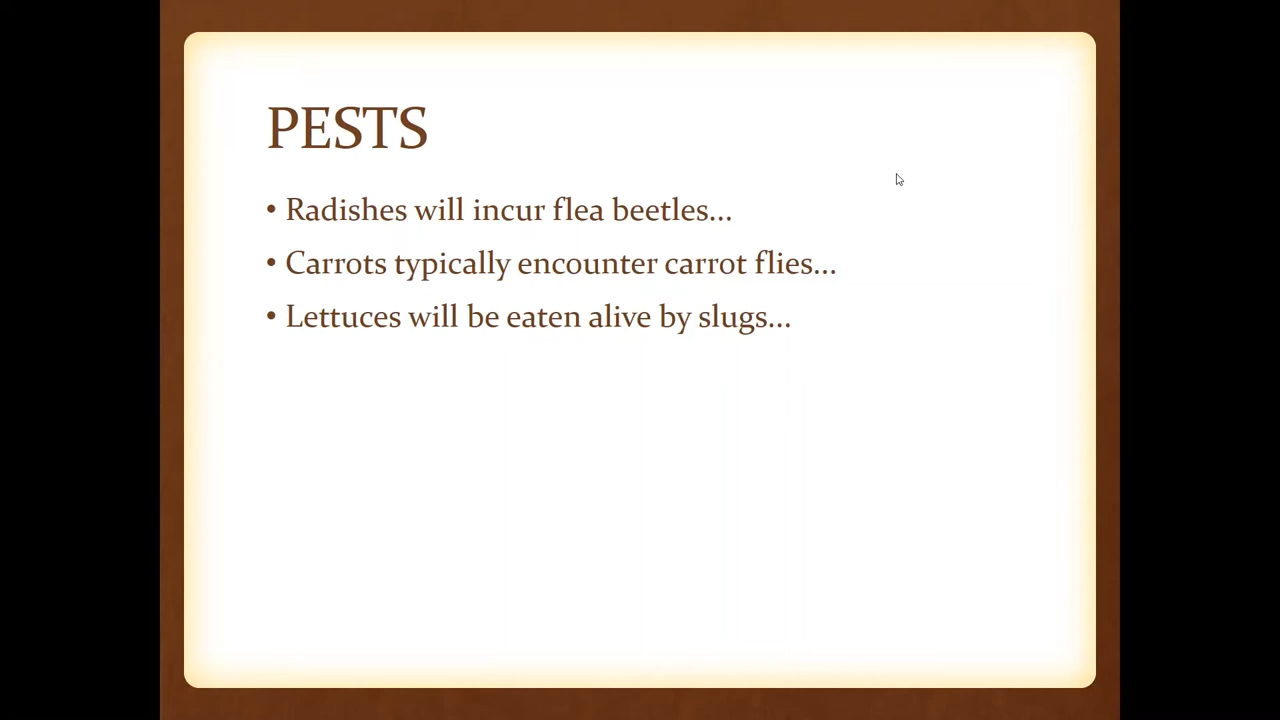 PESTS
• Radishes will incur flea beetles...
• Carrots typically encounter carrot flies...
• Lettuces will be eaten alive by slugs...